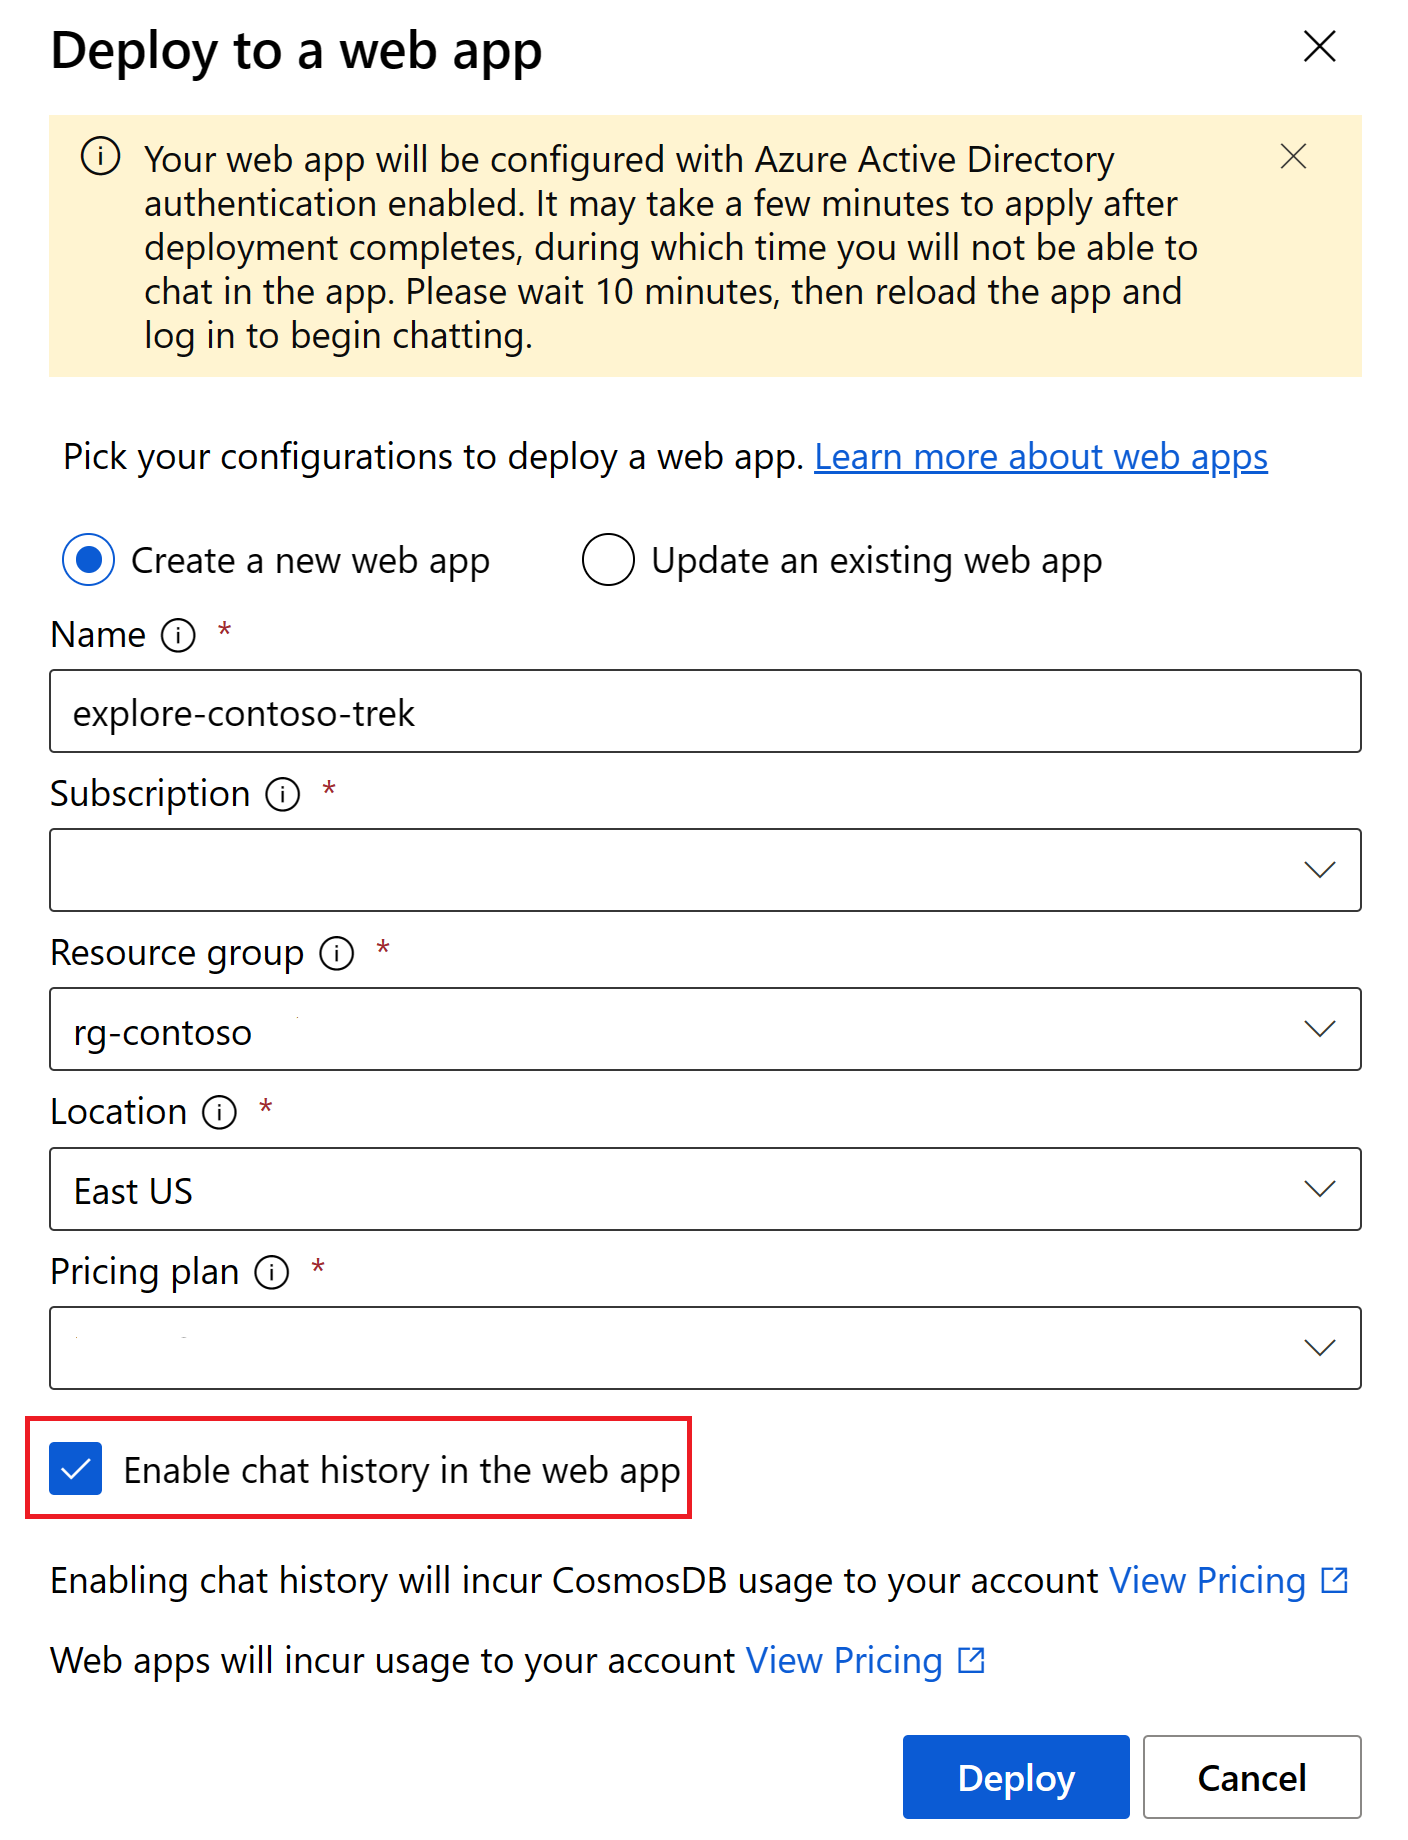 Deploy to a web app
Your web app will be configured with Azure Active Directory
authentication enabled. It may take a few minutes to apply after
deployment completes, during which time you will not be able to
chat in the app. Please wait 10 minutes, then reload the app and
log in to begin chatting.
Pick your configurations to deploy a web app. Learn more about web apps
Create a new web app Update an existing web app
Name *
explore-contoso-trek
Subscription *
Resource group *
rg-contoso
Location *
East US
Pricing plan *
Enable chat history in the web app
Enabling chat history will incur CosmosDB usage to your account View Pricing
Web apps will incur usage to your account View Pricing
Deploy Cancel